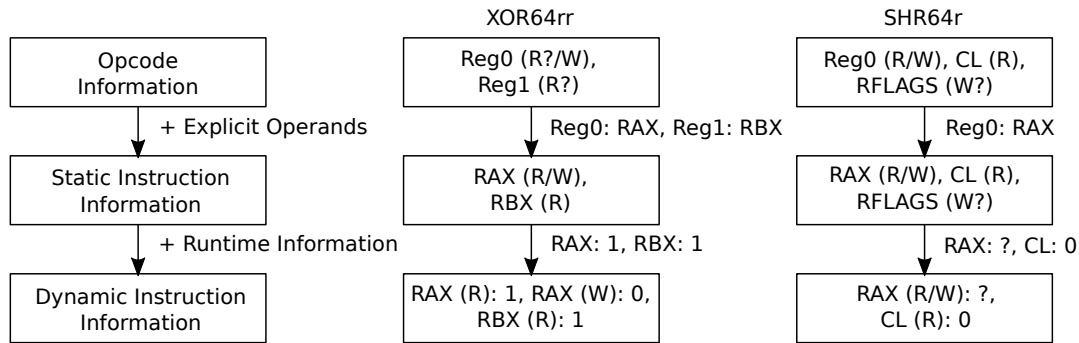 XOR64rr
SHR64r
Opcode
Information
Reg0 (R?/W),
Reg1 (R?)
Reg0 (R/W), CL (R),
RFLAGS (W?)
+ Explicit Operands
Reg0: RAX, Reg1: RBX
Reg0: RAX
Static Instruction
Information
RAX (R/W),
RBX (R)
RAX (R/W), CL (R),
RFLAGS (W?)
+ Runtime Information
RAX: 1, RBX: 1
RAX: ?, CL: 0
Dynamic Instruction
Information
RAX (R): 1, RAX (W): 0,
RBX (R): 1
RAX (R/W): ?,
CL (R): 0